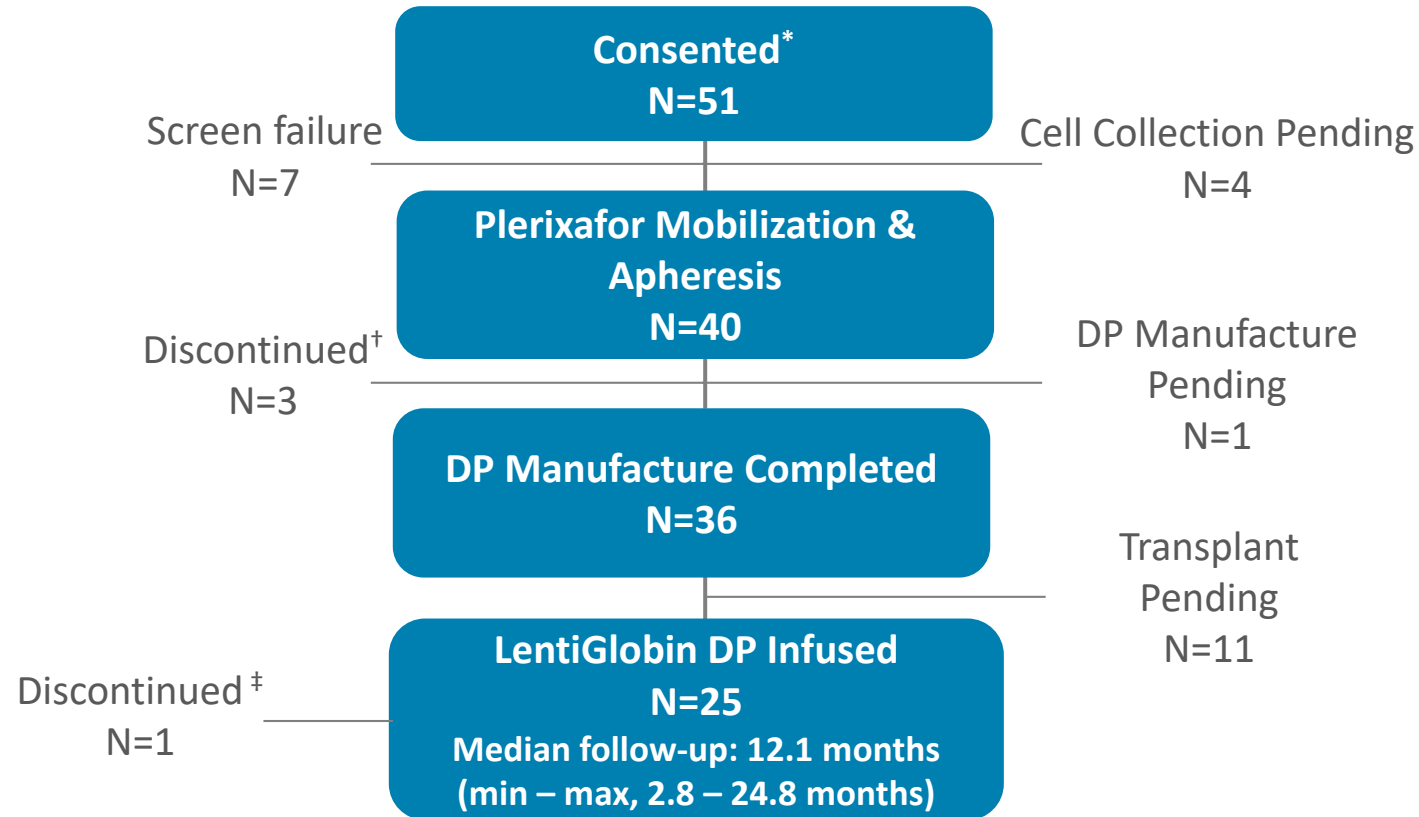 Consented*
N=51
Screen failure
N=7
Cell Collection Pending
N=4
Plerixafor Mobilization &
Apheresis
N=40
Discontinued†
N=3
DP Manufacture
Pending
N=1
DP Manufacture Completed
N=36
Transplant
Pending
N=11
LentiGlobin DP Infused
N=25
Median follow-up: 12.1 months
(min – max, 2.8 – 24.8 months)
Discontinued ‡
N=1